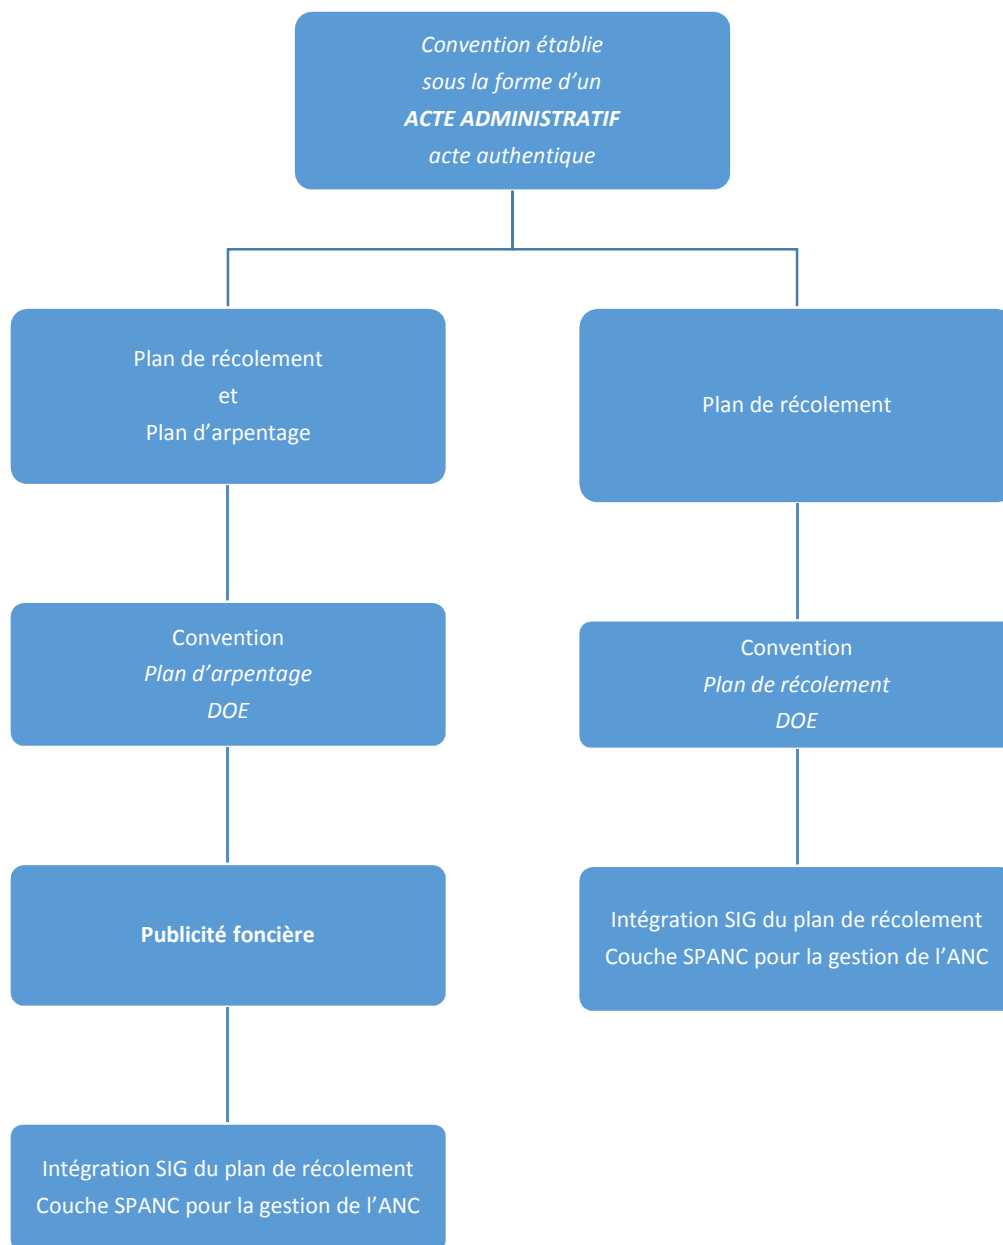 Convention établie
sous la forme d'un
ACTE ADMINISTRATIF
acte authentique
Plan de récolement
et
Plan d'arpentage
Plan de récolement
Convention
Plan d'arpentage
DOE
Convention
Plan de récolement
DOE
Publicité foncière
Intégration SIG du plan de récolement
Couche SPANC pour la gestion de l'ANC
Intégration SIG du plan de récolement
Couche SPANC pour la gestion de l'ANC